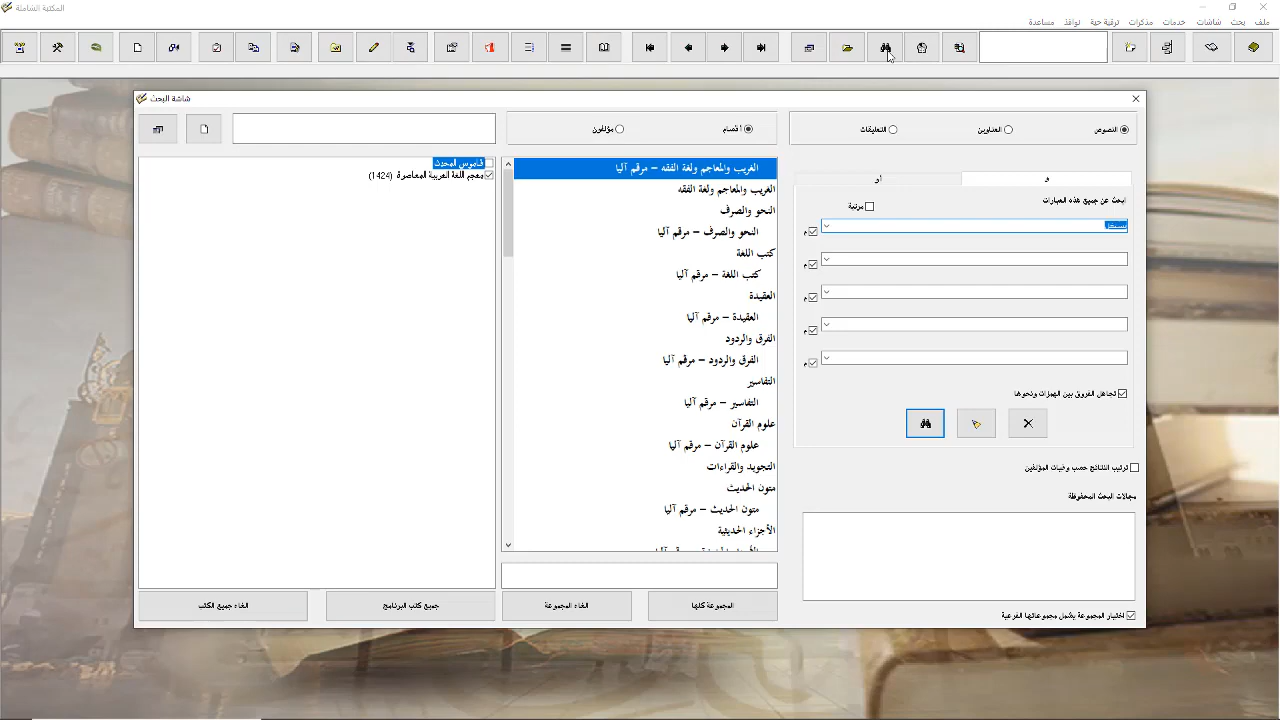 المكتبة الشاملة
ملف بحث شاشات خدمات مذكرات ترقية حية نوافذ مساعدة
شاشة البحث
النصوص العناوين التعليقات
أقسام مؤلفون
و أو
ابحث عن جميع هذه العبارات
مرتبة
م
م
م
م
م
تجاهل الفروق بين الهمزات ونحوها
ترتيب النتائج حسب وفيات المؤلفين
مجالات البحث المحفوظة
اختيار المجموعة يشمل مجموعاتها الفرعية
الغريب والمعاجم ولغة الفقه - مرقم آليا
الغريب والمعاجم ولغة الفقه
النحو والصرف
النحو والصرف - مرقم آليا
كتب اللغة
كتب اللغة - مرقم آليا
العقيدة
العقيدة - مرقم آليا
الفرق والردود
الفرق والردود - مرقم آليا
التفاسير
التفاسير - مرقم آليا
علوم القرآن
علوم القرآن - مرقم آليا
التجويد والقراءات
متون الحديث
متون الحديث - مرقم آليا
الأجزاء الحديثية
المجموعة كلها
الغاء المجموعة
قاموس المحدث
معجم اللغة العربية المعاصرة (1424)
جميع كتب البرنامج
الغاء جميع الكتب